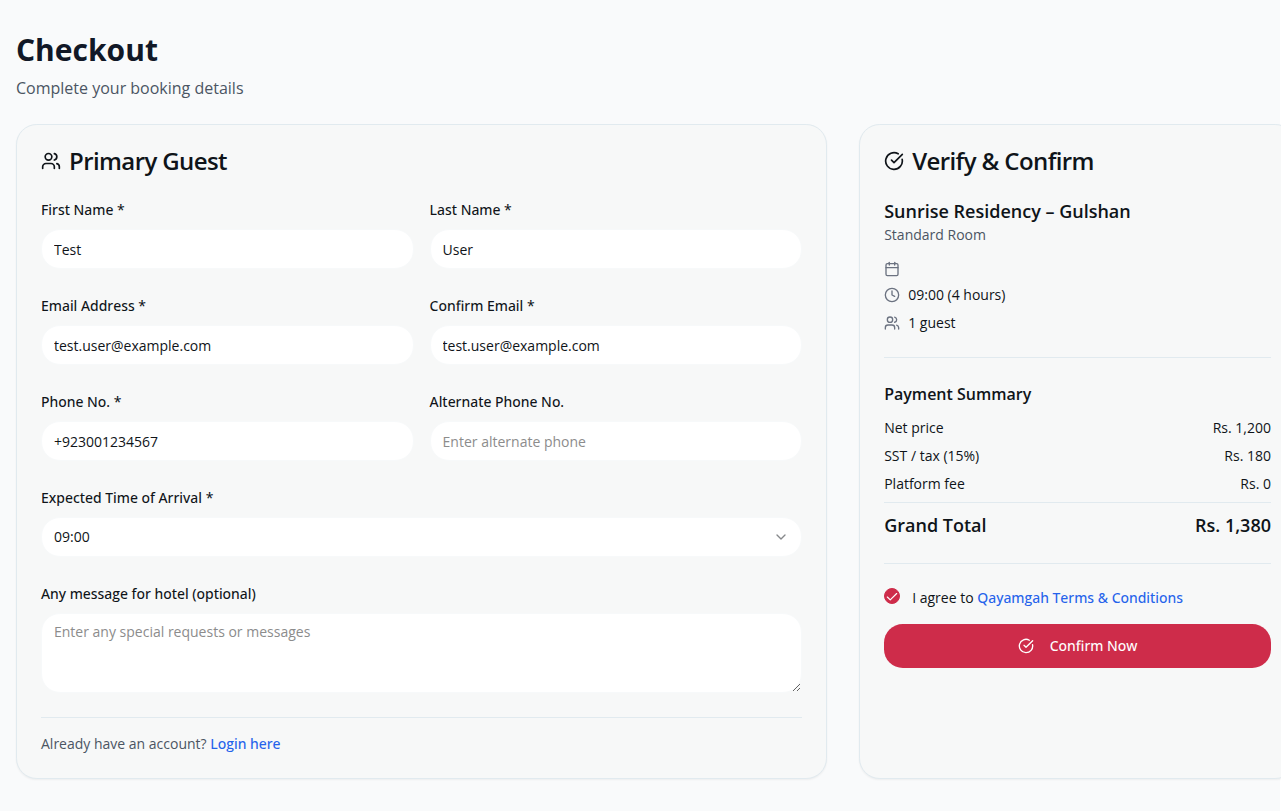 Checkout
Complete your booking details
Primary Guest
First Name *
Last Name *
Test
User
Email Address *
Confirm Email *
test.user@example.com
test.user@example.com
Phone No. *
Alternate Phone No.
+923001234567
Enter alternate phone
Expected Time of Arrival *
09:00
Any message for hotel (optional)
Enter any special requests or messages
Already have an account? Login here
Verify & Confirm
Sunrise Residency – Gulshan
Standard Room
09:00 (4 hours)
1 guest
Payment Summary
Net price Rs. 1,200
SST / tax (15%) Rs. 180
Platform fee Rs. 0
Grand Total Rs. 1,380
I agree to Qayamgah Terms & Conditions
Confirm Now